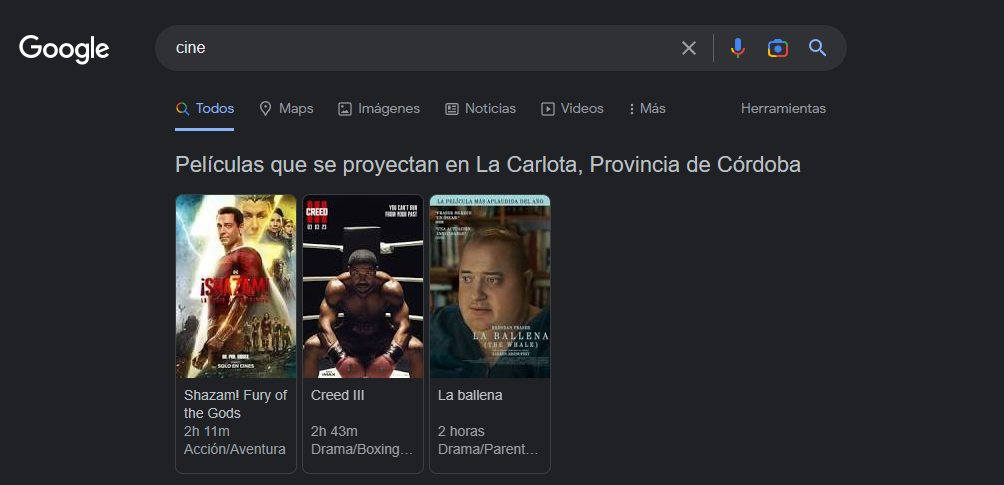 Google
cine
Todos
Maps
Imágenes
Noticias
Videos
Más
Herramientas
Películas que se proyectan en La Carlota, Provincia de Córdoba
¡SHAZAM!
SOLO EN CINES
Shazam! Fury of
the Gods
2h 11m
Acción/Aventura
CREED
III
03 03 23
YOU CAN'T RUN
FROM YOUR PAST
IMAX
Creed III
2h 43m
Drama/Boxing…
LA PELÍCULA MÁS APLAUDIDA DEL AÑO
BRENDAN FRASER
LA BALLENA
(THE WHALE)
La ballena
2 horas
Drama/Parent…